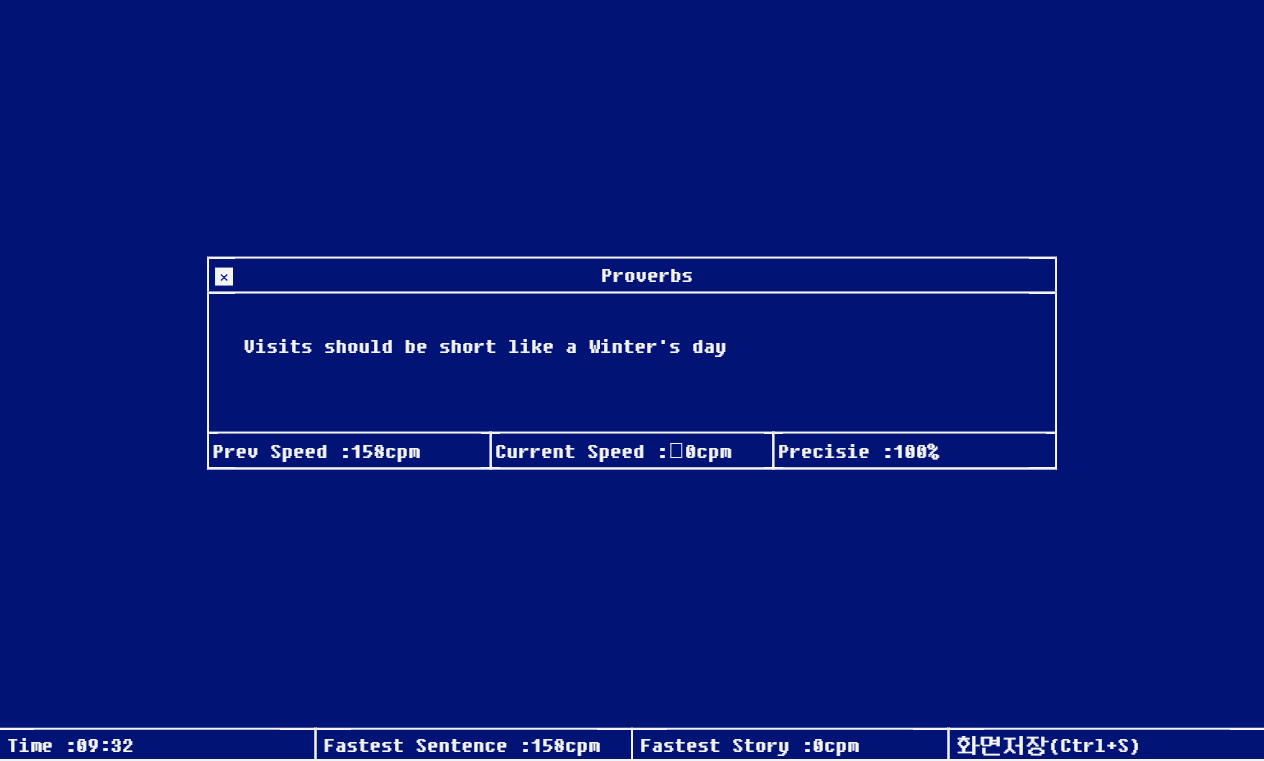 Proverbs
Visits should be short like a Winter's day
Prev Speed :158cpm
Current Speed :□0cpm
Precisie :100%
Time :09:32
Fastest Sentence :158cpm
Fastest Story :0cpm
화면저장(Ctrl+S)